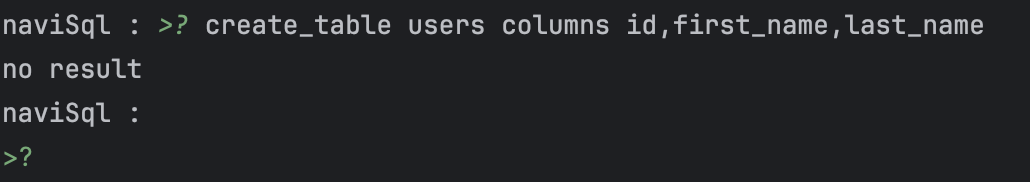 naviSql : >? create_table users columns id,first_name,last_name
no result
naviSql :
>?